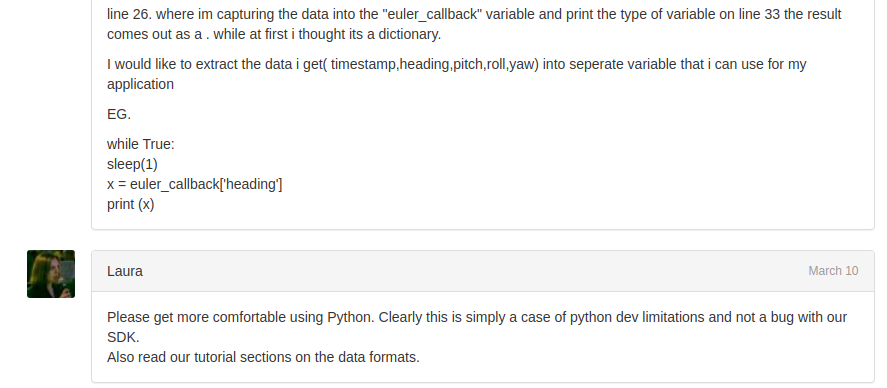 line 26. where im capturing the data into the "euler_callback" variable and print the type of variable on line 33 the result
comes out as a . while at first i thought its a dictionary.
I would like to extract the data i get( timestamp,heading,pitch,roll,yaw) into seperate variable that i can use for my
application
EG.
while True:
sleep(1)
x = euler_callback['heading']
print (x)
Laura
March 10
Please get more comfortable using Python. Clearly this is simply a case of python dev limitations and not a bug with our
SDK.
Also read our tutorial sections on the data formats.